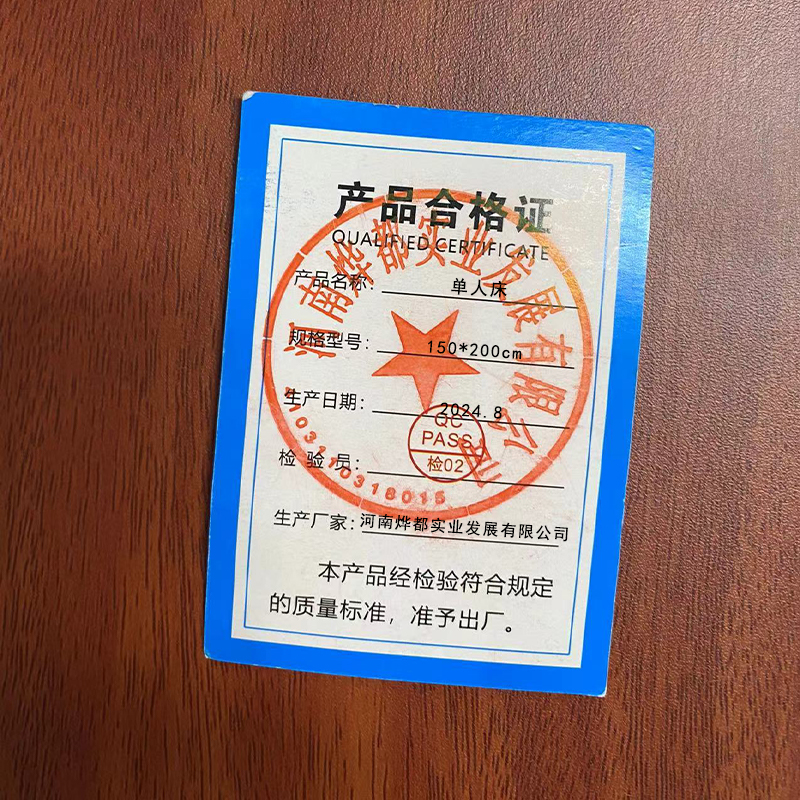 产品合格证
QUALIFIED CERTIFICATE
产品名称: 单人床
规格型号: 150*200cm
生产日期: 2024.8
检 验 员: QC PASS 检02
生产厂家: 河南烨都实业发展有限公司
本产品经检验符合规定
的质量标准，准予出厂。
河南烨都实业发展有限公司
4103110318015